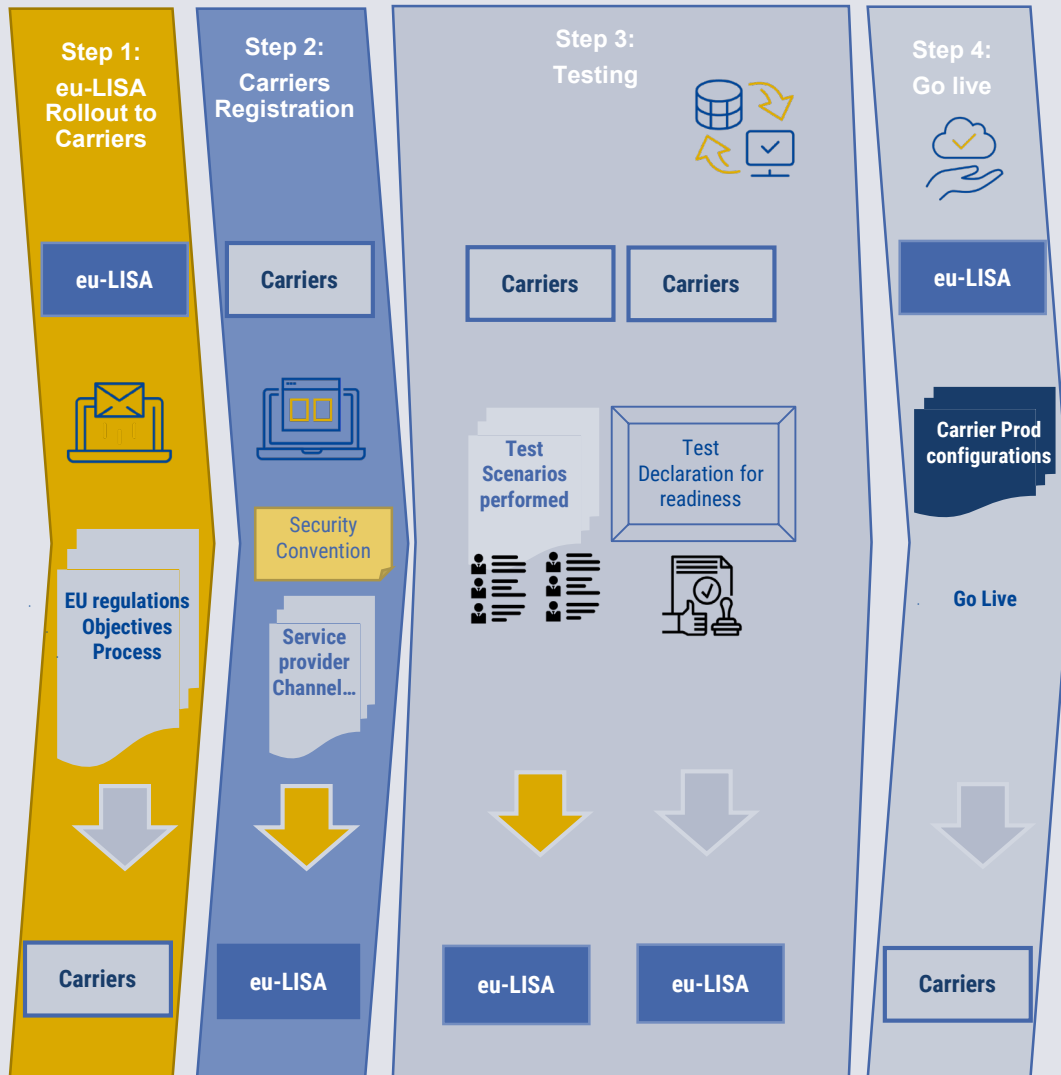 Step 1:
eu-LISA
Rollout to
Carriers
eu-LISA
EU regulations
Objectives
Process
Carriers
Step 2:
Carriers
Registration
Carriers
Security
Convention
Service
provider
Channel…
eu-LISA
Step 3:
Testing
Carriers
Test
Scenarios
performed
eu-LISA
Carriers
Test
Declaration for
readiness
eu-LISA
Step 4:
Go live
eu-LISA
Carrier Prod
configurations
Go Live
Carriers